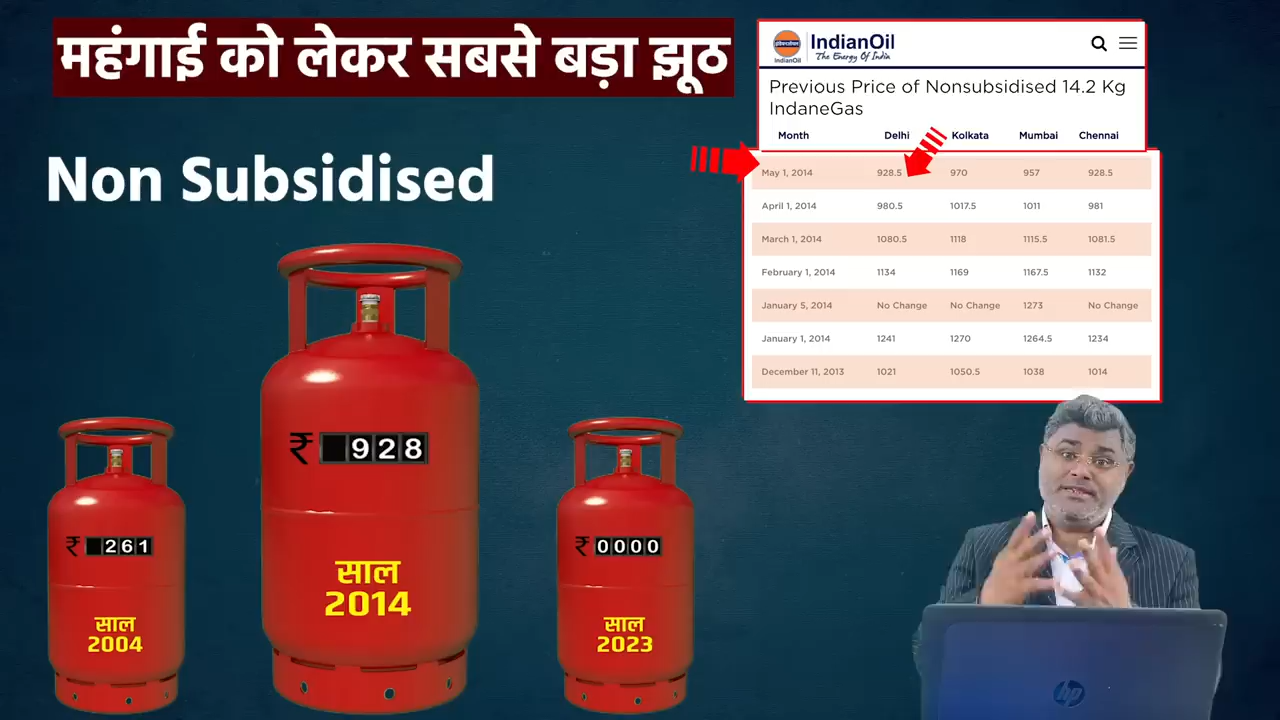 महंगाई को लेकर सबसे बड़ा झूठ
Non Subsidised
इंडियनऑयल
IndianOil
IndianOil
The Energy Of India
Previous Price of Nonsubsidised 14.2 Kg
IndaneGas
Month Delhi Kolkata Mumbai Chennai
May 1, 2014 928.5 970 957 928.5
April 1, 2014 980.5 1017.5 1011 981
March 1, 2014 1080.5 1118 1115.5 1081.5
February 1, 2014 1134 1169 1167.5 1132
January 5, 2014 No Change No Change 1273 No Change
January 1, 2014 1241 1270 1264.5 1234
December 11, 2013 1021 1050.5 1038 1014
₹ 261
साल
2004
₹ 928
साल
2014
₹ 0000
साल
2023
hp